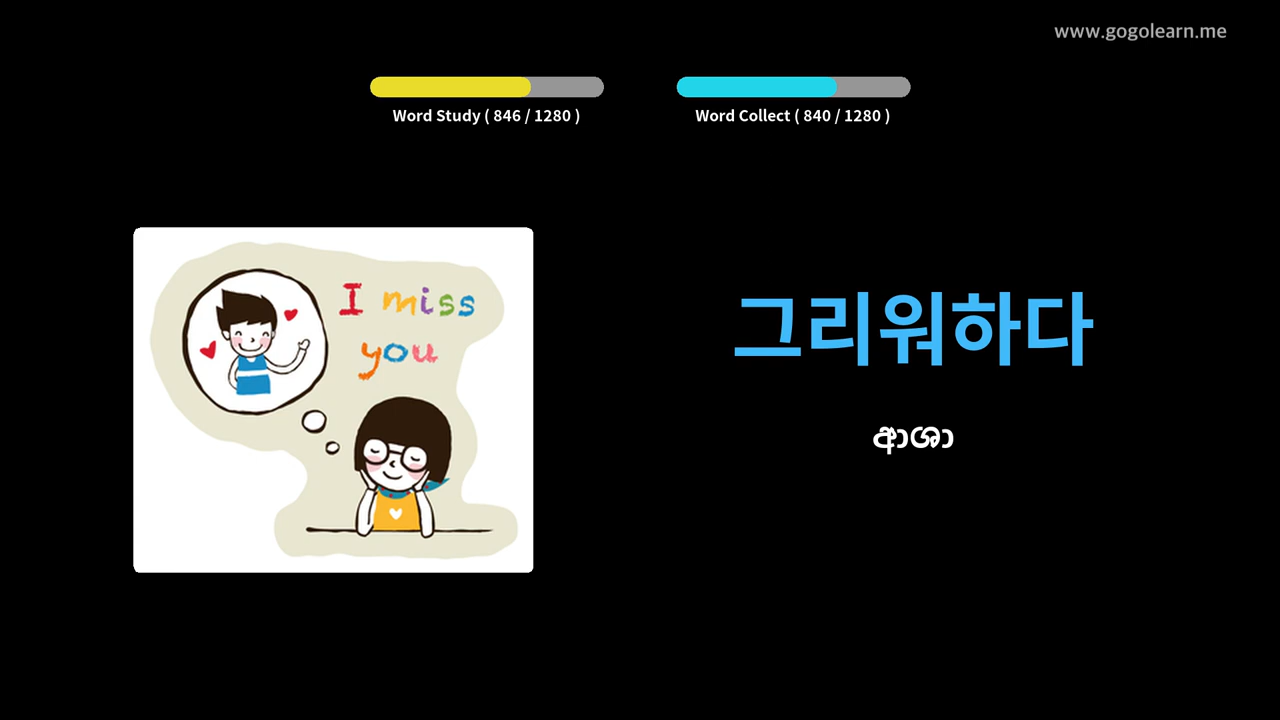 www.gogolearn.me
Word Study ( 846 / 1280 )
Word Collect ( 840 / 1280 )
I miss
you
그리워하다
ආශා